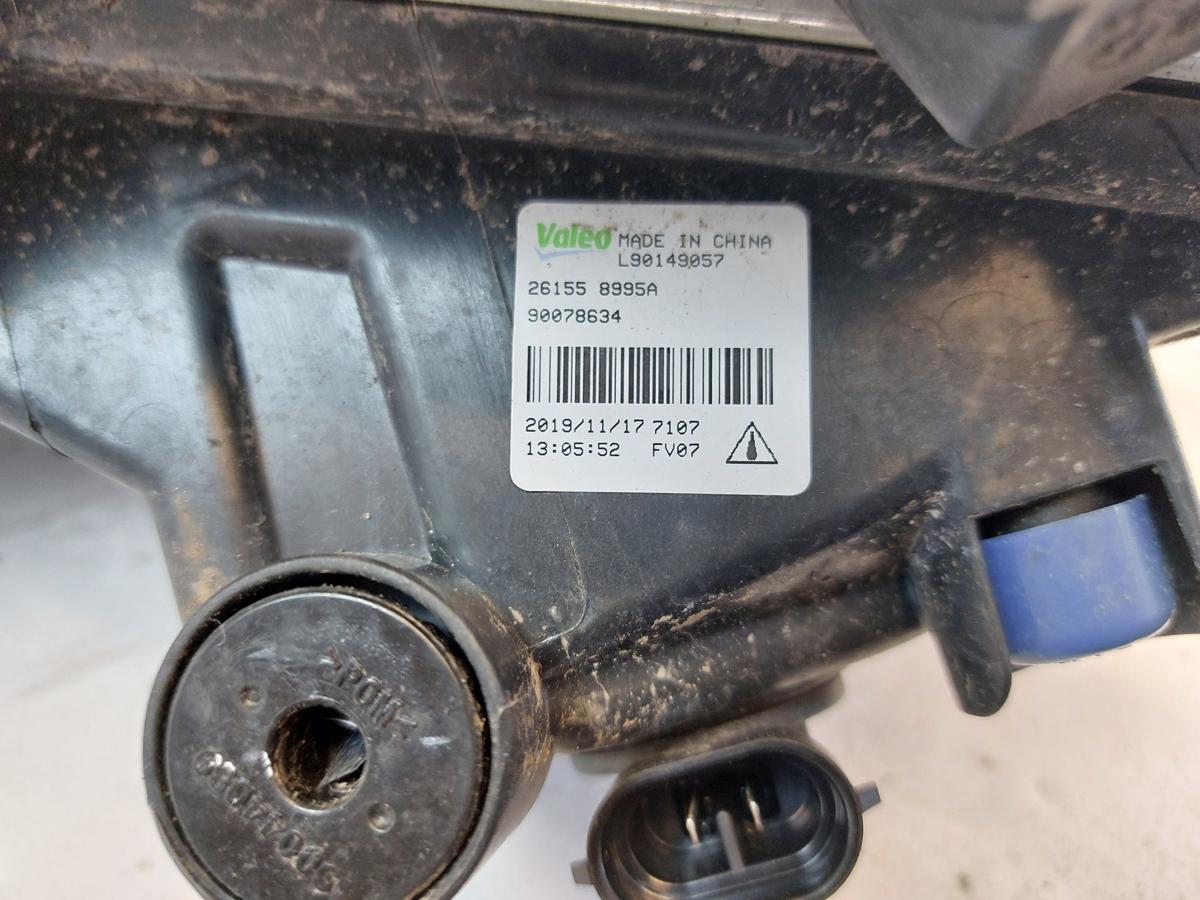 Valeo MADE IN CHINA
L90149057
26155 8995A
90078634
2019/11/17 7107
13:05:52 FV07
>POM<